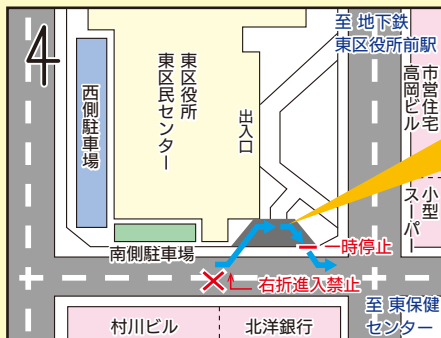 至 地下鉄
東区役所前駅
市営住宅
高岡ビル
小型
スーパー
東区役所
東区民センター
出入口
西側駐車場
南側駐車場
一時停止
右折進入禁止
至 東保健
センター
村川ビル
北洋銀行